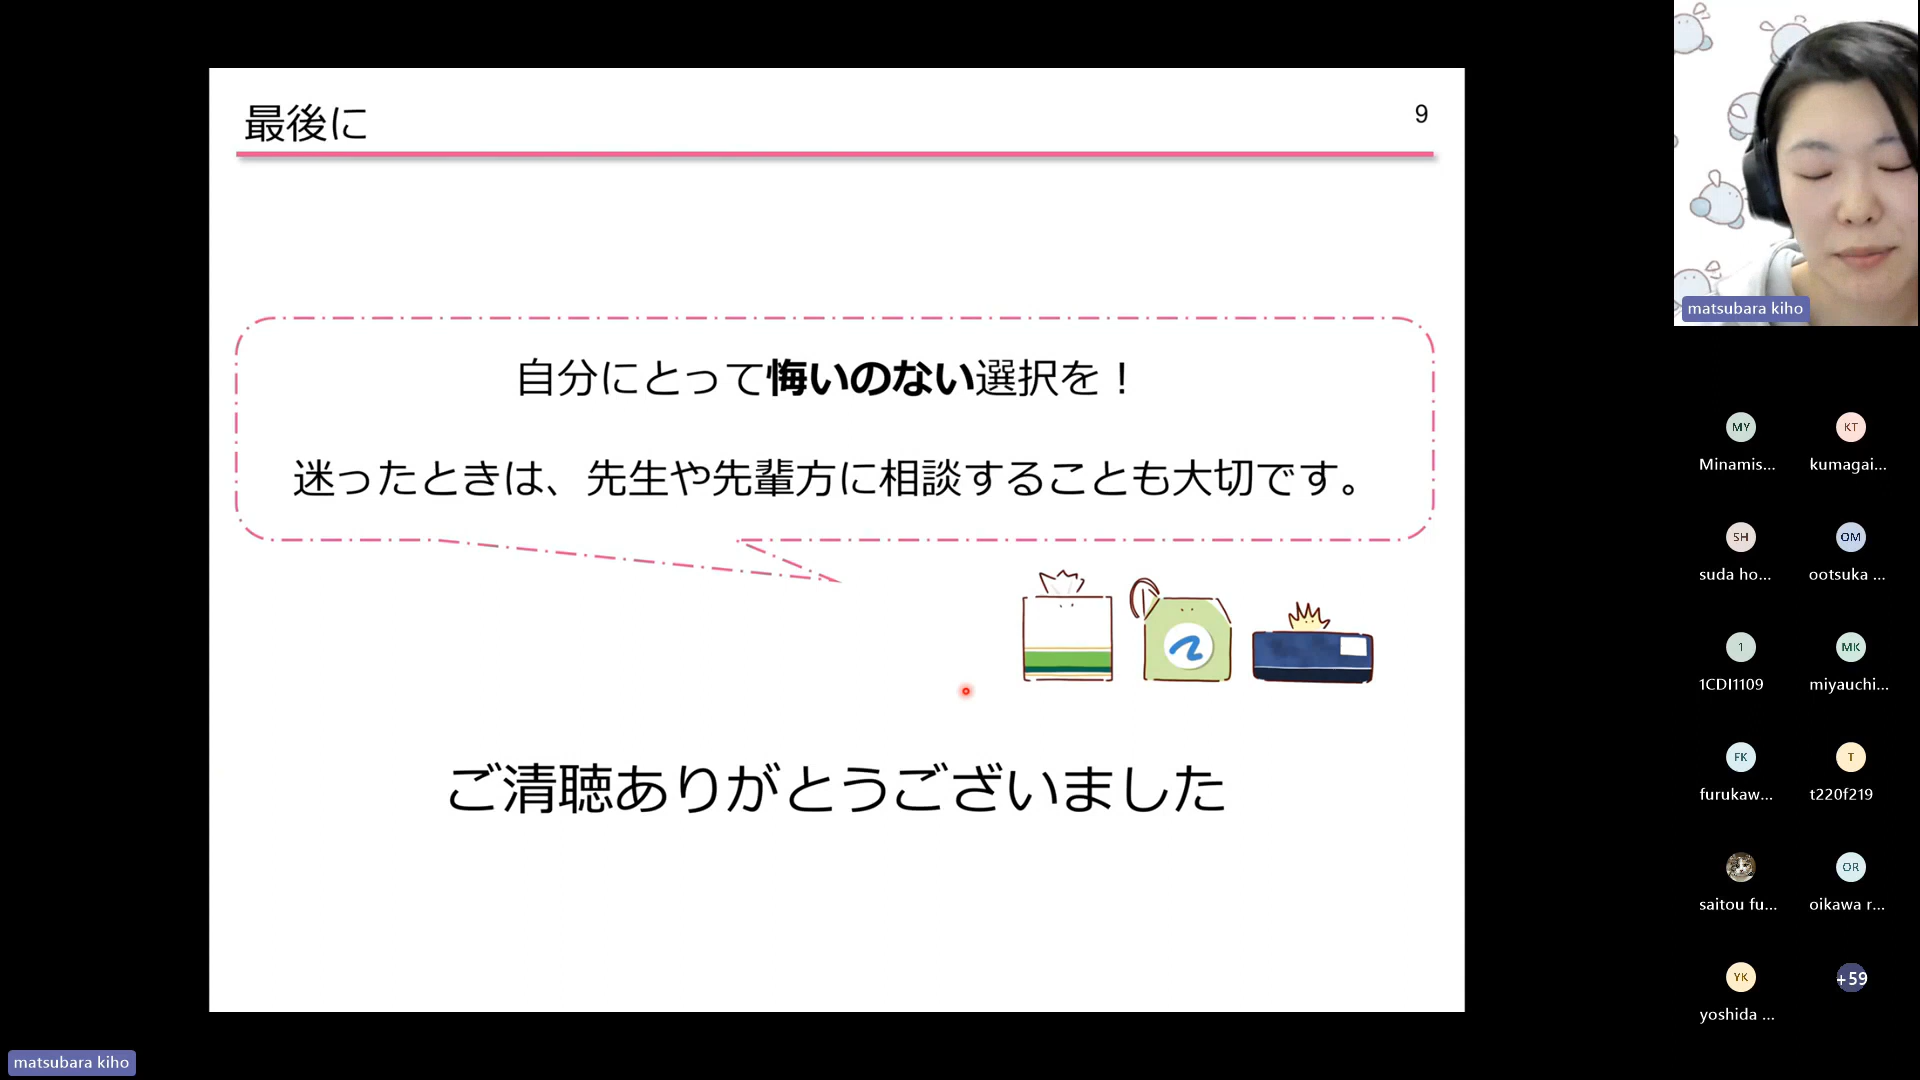 最後に
9
自分にとって悔いのない選択を！
迷ったときは、先生や先輩方に相談することも大切です。
ご清聴ありがとうございました
matsubara kiho
MY
Minamis...
KT
kumagai...
SH
suda ho...
OM
ootsuka ...
1
1CDI1109
MK
miyauchi...
FK
furukaw...
T
t220f219
saitou fu...
OR
oikawa r...
YK
yoshida ...
+59
matsubara kiho